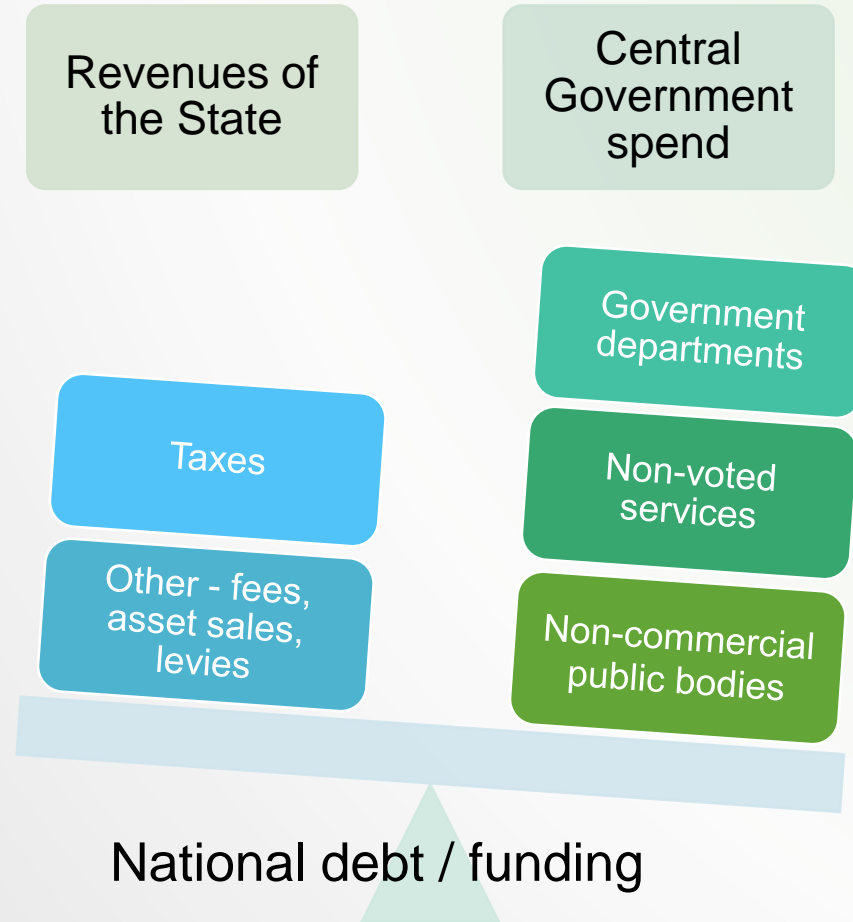 Revenues of
the State
Central
Government
spend
Taxes
Other - fees,
asset sales,
levies
Government
departments
Non-voted
services
Non-commercial
public bodies
National debt / funding